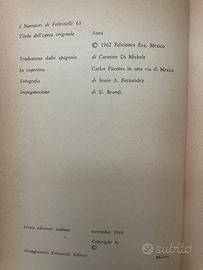 I Narratori di Feltrinelli 63
Titolo dell'opera originale Aura
© 1962 Ediciones Era, Mexico
Traduzione dallo spagnolo di Carmine Di Michele
In copertina Carlos Fuentes in una via di Mexico
Fotografia di Jesús A. Fernandez
Impaginazione di U. Brandi
Prima edizione italiana novembre 1964
Copyright by
©
Giangiacomo Feltrinelli Editore Milano
subito